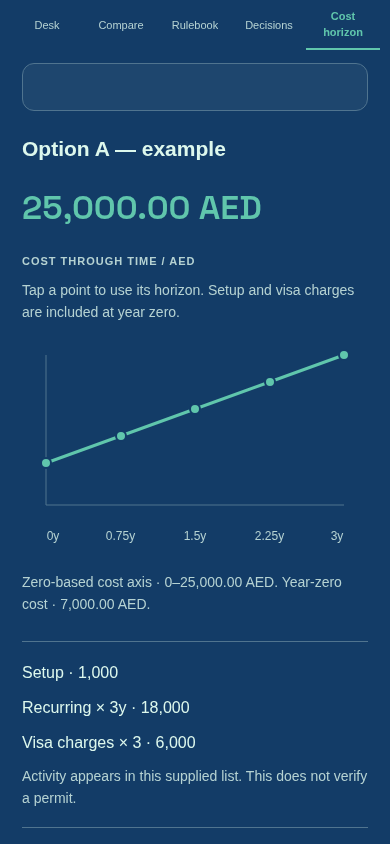 Desk
Compare
Rulebook
Decisions
Cost
horizon
Option A — example
25,000.00 AED
COST THROUGH TIME / AED
Tap a point to use its horizon. Setup and visa charges
are included at year zero.
0y
0.75y
1.5y
2.25y
3y
Zero-based cost axis · 0–25,000.00 AED. Year-zero
cost · 7,000.00 AED.
Setup · 1,000
Recurring × 3y · 18,000
Visa charges × 3 · 6,000
Activity appears in this supplied list. This does not verify
a permit.